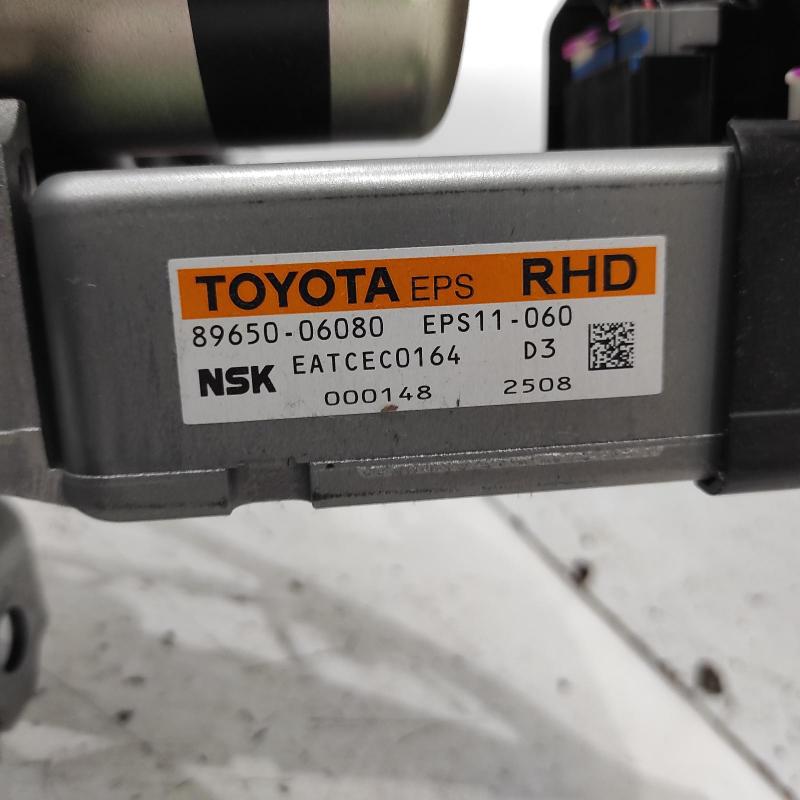 TOYOTA EPS RHD
89650-06080 EPS11-060
NSK EATCEC0164 D3
000148 2508